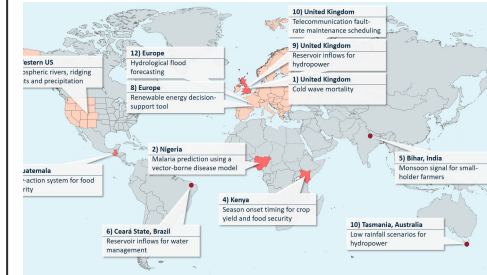 10) United Kingdom
Telecommunication fault-
rate maintenance scheduling
12) Europe
Hydrological flood
forecasting
9) United Kingdom
Reservoir inflows for
hydropower
Western US
ospheric rivers, ridging
ts and precipitation
8) Europe
Renewable energy decision-
support tool
1) United Kingdom
Cold wave mortality
2) Nigeria
Malaria prediction using a
vector-borne disease model
5) Bihar, India
Monsoon signal for small-
holder farmers
uatemala
-action system for food
rity
4) Kenya
Season onset timing for crop
yield and food security
6) Ceará State, Brazil
Reservoir inflows for water
management
10) Tasmania, Australia
Low rainfall scenarios for
hydropower